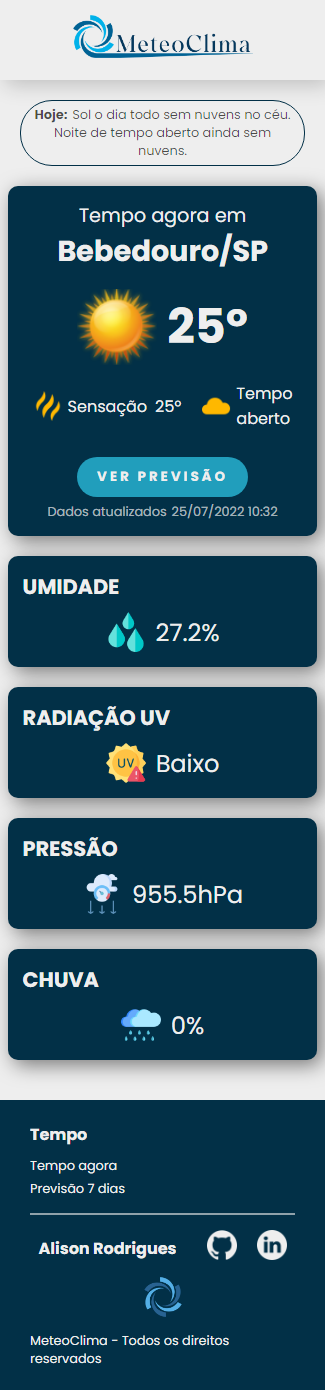 MeteoClima
Hoje: Sol o dia todo sem nuvens no céu.
Noite de tempo aberto ainda sem
nuvens.
Tempo agora em
Bebedouro/SP
25º
Sensação 25º
Tempo
aberto
VER PREVISÃO
Dados atualizados 25/07/2022 10:32
UMIDADE
27.2%
RADIAÇÃO UV
UV
Baixo
PRESSÃO
955.5hPa
CHUVA
0%
Tempo
Tempo agora
Previsão 7 dias
Alison Rodrigues
in
MeteoClima - Todos os direitos
reservados